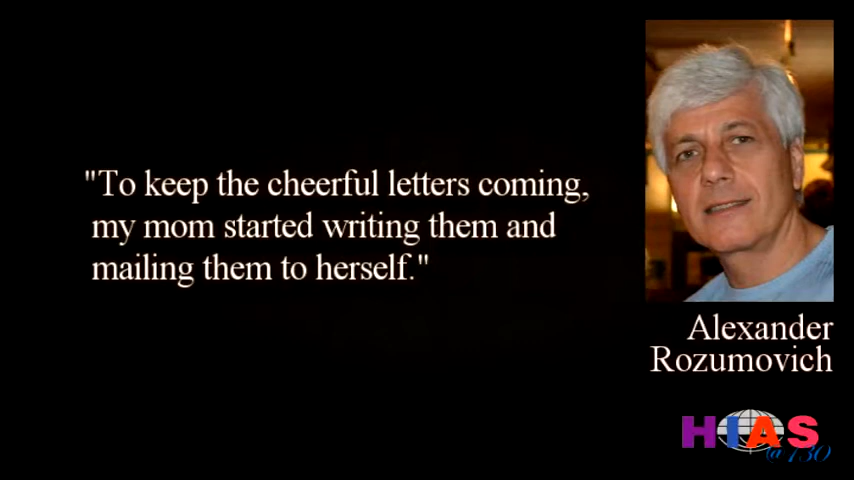 "To keep the cheerful letters coming,
my mom started writing them and
mailing them to herself."
Alexander
Rozumovich
HIAS
@130